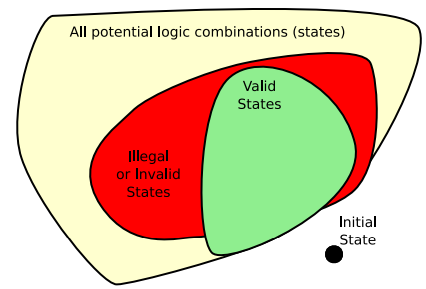 All potential logic combinations (states)
Valid
States
Illegal
or Invalid
States
Initial
State